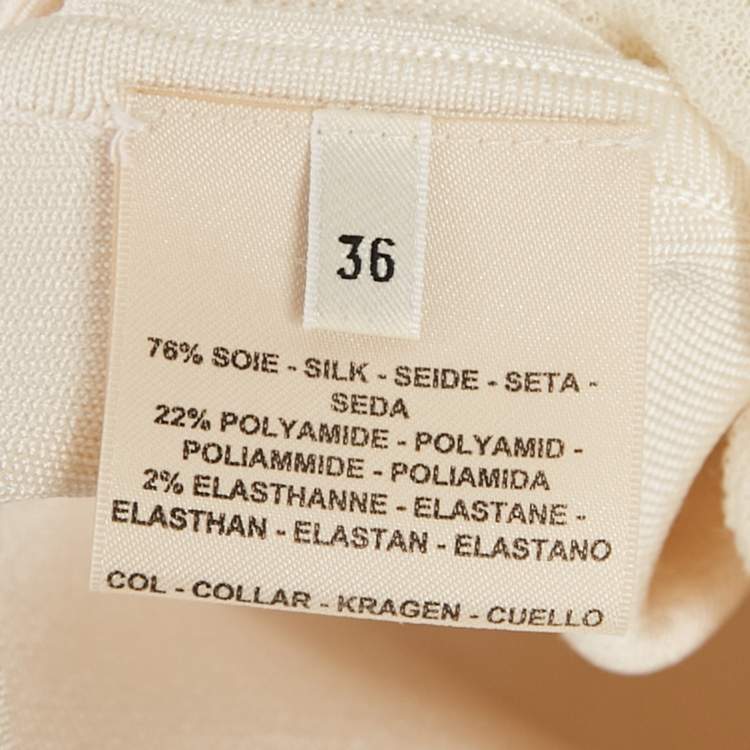 36
76% SOIE - SILK - SEIDE - SETA -
SEDA
22% POLYAMIDE - POLYAMID -
POLIAMMIDE - POLIAMIDA
2% ELASTHANNE - ELASTANE -
ELASTHAN - ELASTAN - ELASTANO
COL - COLLAR - KRAGEN - CUELLO